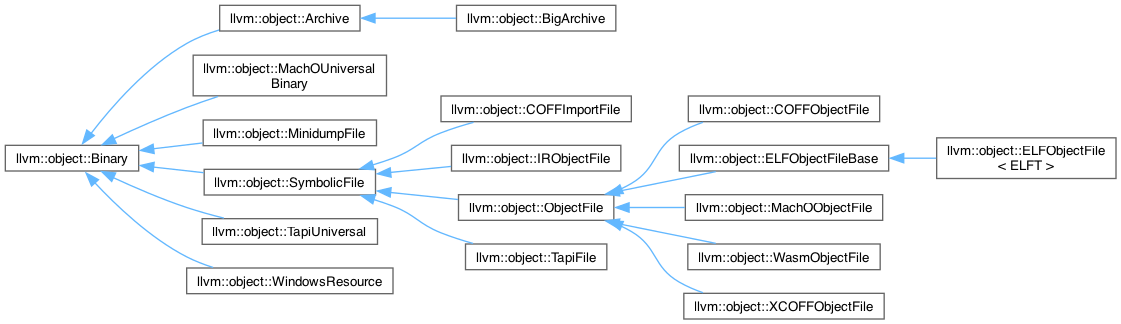 llvm::object::Archive
llvm::object::BigArchive
llvm::object::MachOUniversal
Binary
llvm::object::COFFImportFile
llvm::object::COFFObjectFile
llvm::object::MinidumpFile
llvm::object::Binary
llvm::object::IRObjectFile
llvm::object::ELFObjectFileBase
llvm::object::ELFObjectFile
< ELFT >
llvm::object::SymbolicFile
llvm::object::ObjectFile
llvm::object::MachOObjectFile
llvm::object::TapiUniversal
llvm::object::TapiFile
llvm::object::WasmObjectFile
llvm::object::WindowsResource
llvm::object::XCOFFObjectFile